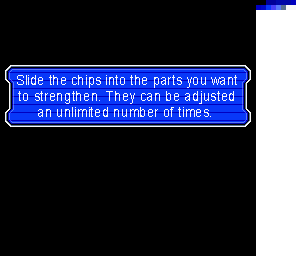 Slide the chips into the parts you want
to strengthen. They can be adjusted
an unlimited number of times.